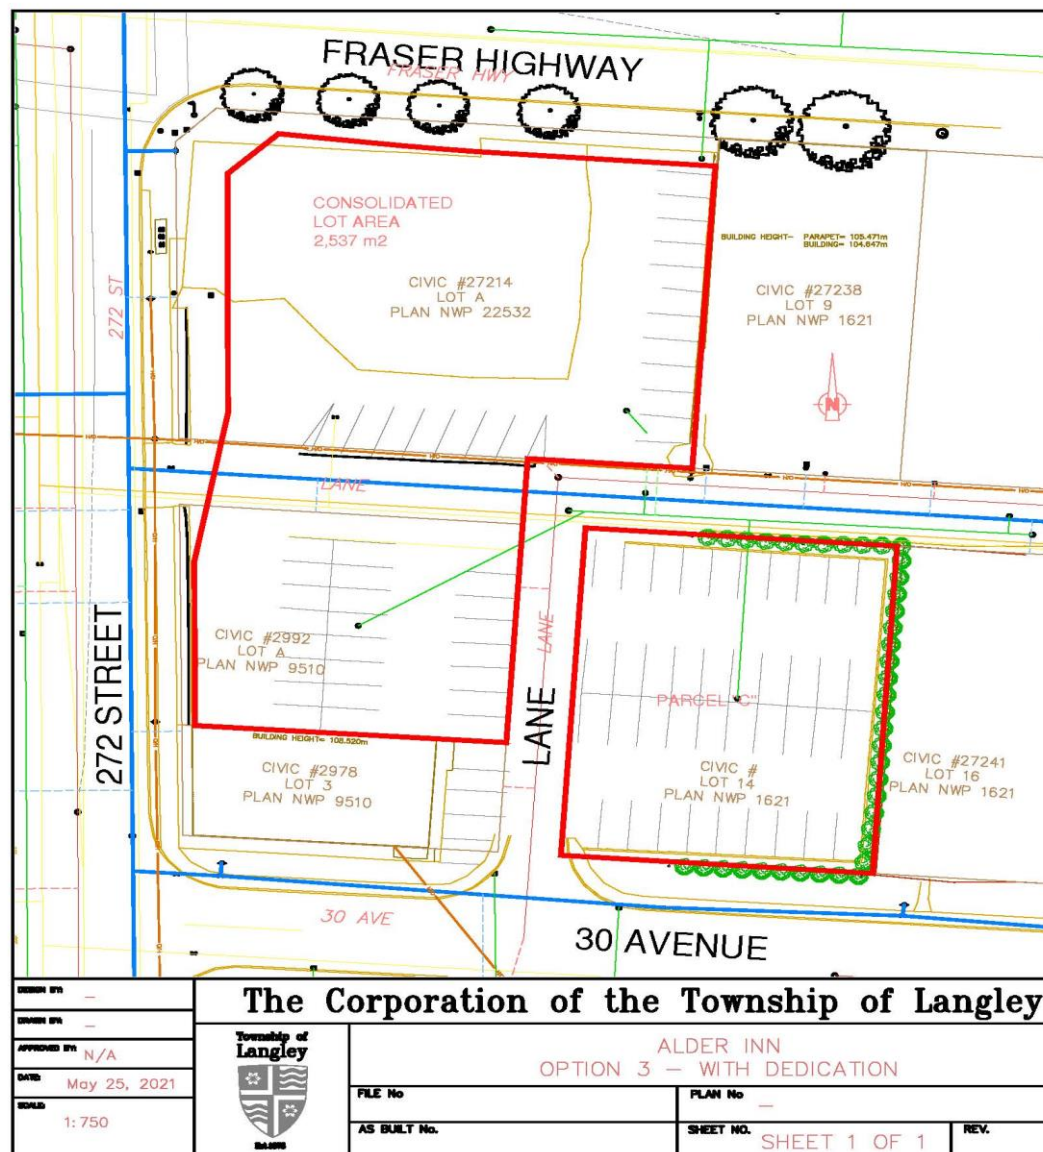 FRASER HIGHWAY
FRASER HWY
CONSOLIDATED
LOT AREA
2,537 m2
BUILDING HEIGHT- PARAPET= 105.471m
BUILDING= 104.647m
CIVIC #27214
LOT A
PLAN NWP 22532
CIVIC #27238
LOT 9
PLAN NWP 1621
272 ST
N
LANE
CIVIC #2992
LOT A
PLAN NWP 9510
LANE
272 STREET
LANE
PARCEL "C"
BUILDING HEIGHT= 108.520m
CIVIC #2978
LOT 3
PLAN NWP 9510
CIVIC #
LOT 14
PLAN NWP 1621
CIVIC #27241
LOT 16
PLAN NWP 1621
30 AVE
30 AVENUE
DESIGN BY: –
DRAWN BY: –
APPROVED BY: N/A
DATE: May 25, 2021
SCALE: 1:750
The Corporation of the Township of Langley
Township of
Langley
Est. 1873
ALDER INN
OPTION 3 – WITH DEDICATION
FILE No
PLAN No –
AS BUILT No.
SHEET NO. SHEET 1 OF 1
REV.